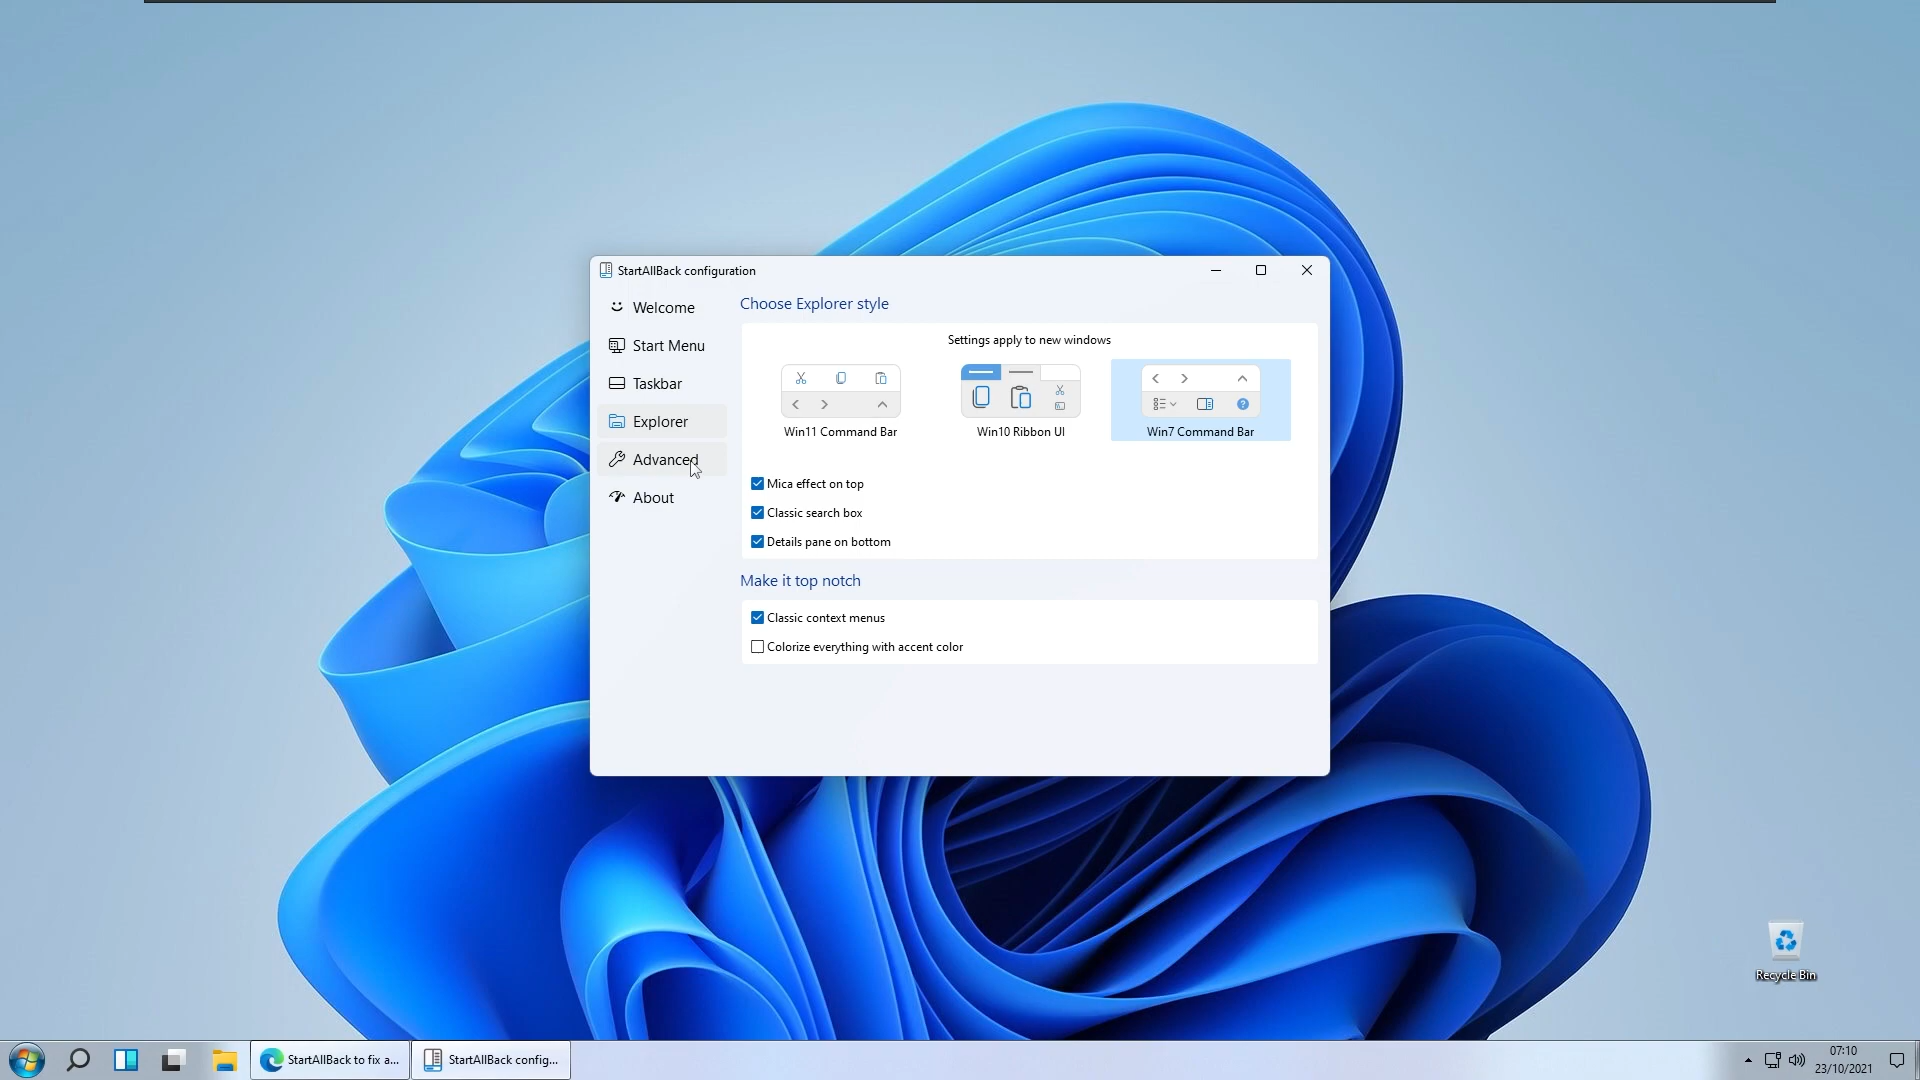 StartAllBack configuration
Welcome
Start Menu
Taskbar
Explorer
Advanced
About
Choose Explorer style
Settings apply to new windows
Win11 Command Bar
Win10 Ribbon UI
Win7 Command Bar
Mica effect on top
Classic search box
Details pane on bottom
Make it top notch
Classic context menus
Colorize everything with accent color
Recycle Bin
StartAllBack to fix a...
StartAllBack config...
07:10
23/10/2021